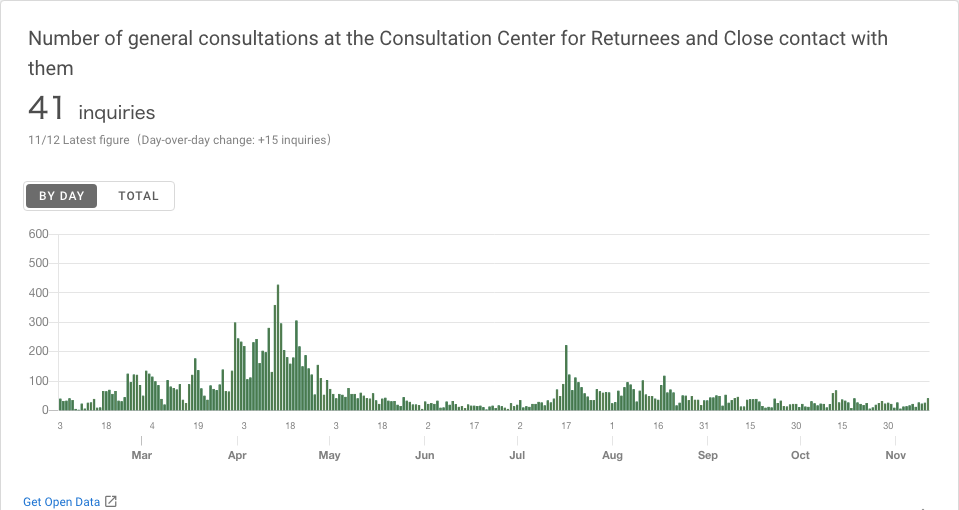 Number of general consultations at the Consultation Center for Returnees and Close contact with
them
41 inquiries
11/12 Latest figure (Day-over-day change: +15 inquiries)
BY DAY TOTAL
600
500
400
300
200
100
0
3 18 4 19 3 18 3 18 2 17 2 17 1 16 31 15 30 15 30
Mar Apr May Jun Jul Aug Sep Oct Nov
Get Open Data